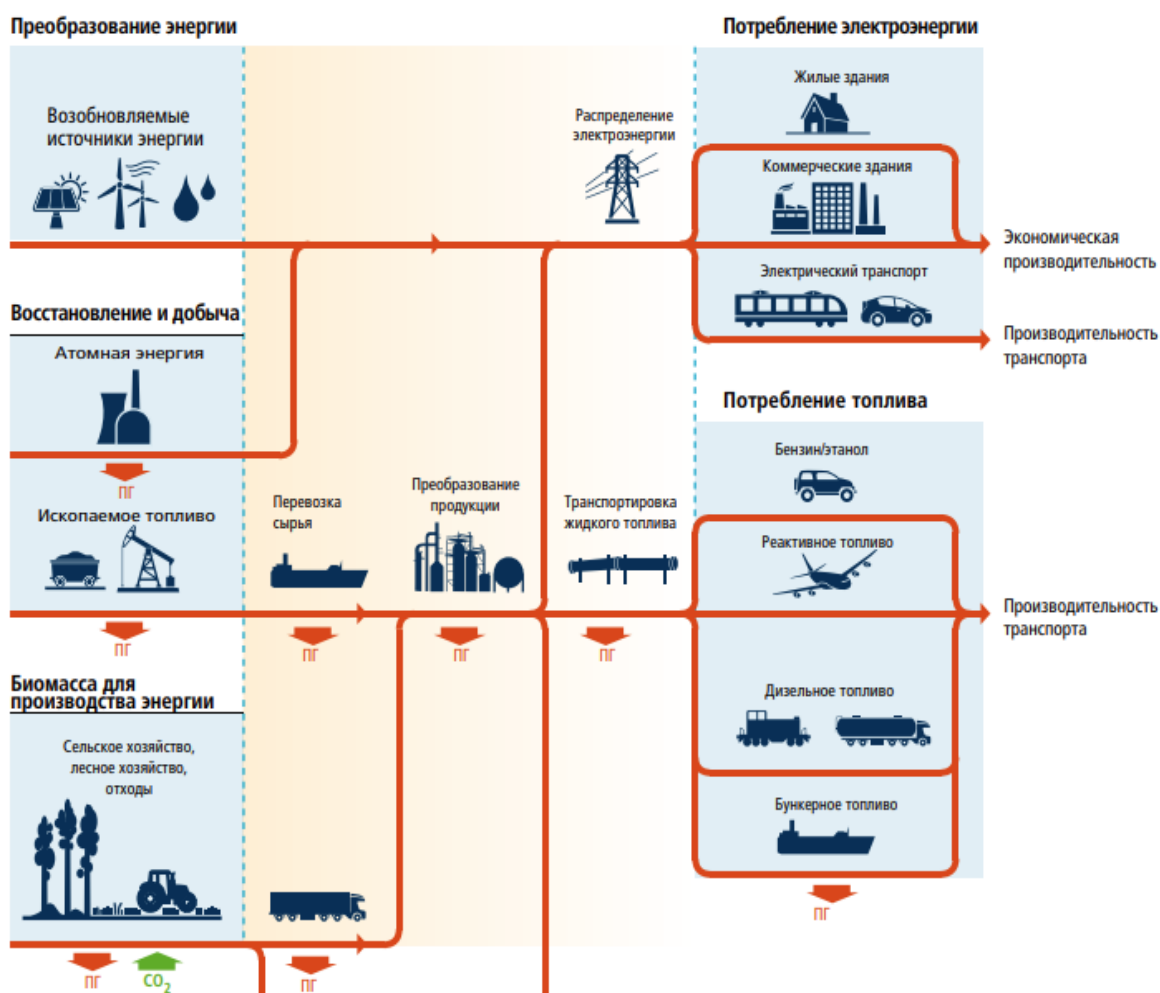 Преобразование энергии
Потребление электроэнергии
Возобновляемые
источники энергии
Распределение
электроэнергии
Жилые здания
Коммерческие здания
Экономическая
производительность
Электрический транспорт
Производительность
транспорта
Восстановление и добыча
Атомная энергия
ПГ
Потребление топлива
Ископаемое топливо
ПГ
Перевозка
сырья
ПГ
Преобразование
продукции
ПГ
Транспортировка
жидкого топлива
ПГ
Бензин/этанол
Реактивное топливо
Производительность
транспорта
Дизельное топливо
Бункерное топливо
ПГ
Биомасса для
производства энергии
Сельское хозяйство,
лесное хозяйство,
отходы
ПГ
CO2
ПГ